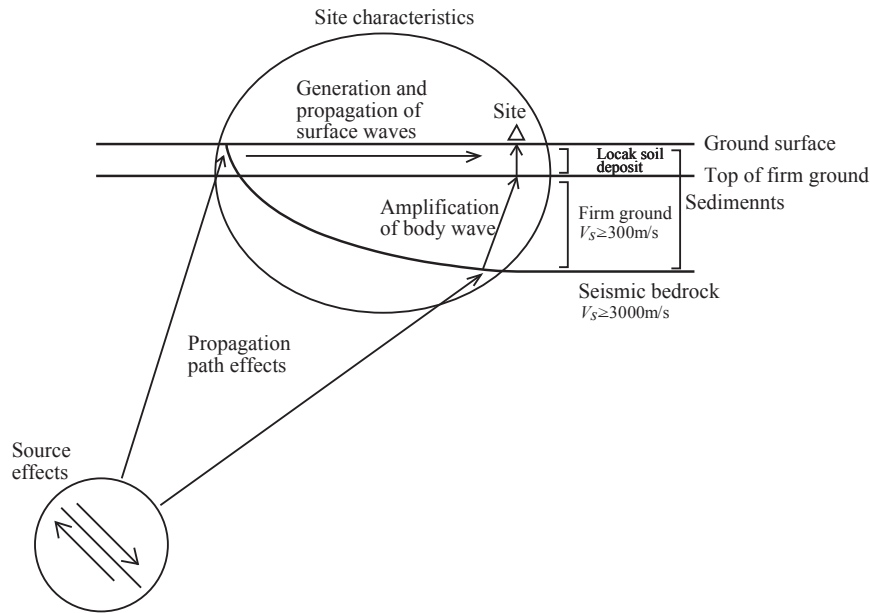 Site characteristics
Generation and
propagation of
surface waves
Site
Ground surface
Locak soil
deposit
Top of firm ground
Sedimennts
Amplification
of body wave
Firm ground
Vs≥300m/s
Seismic bedrock
Vs≥3000m/s
Propagation
path effects
Source
effects